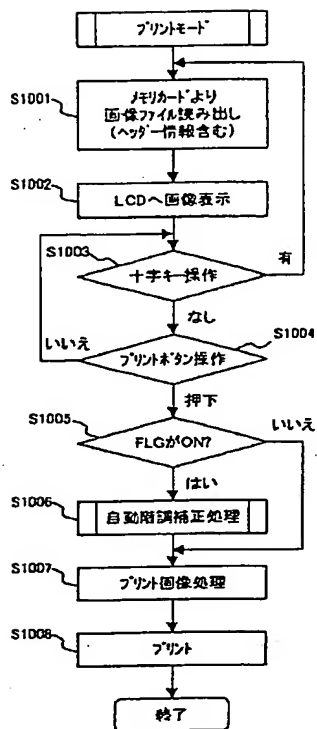 プリントモード
S1001
メモリカードより
画像ファイル読み出し
(ヘッダー情報含む)
S1002
LCDへ画像表示
S1003
十字キー操作
有
なし
S1004
いいえ
プリントボタン操作
押下
S1005
いいえ
FLGがON?
はい
S1006
自動階調補正処理
S1007
プリント画像処理
S1008
プリント
終了